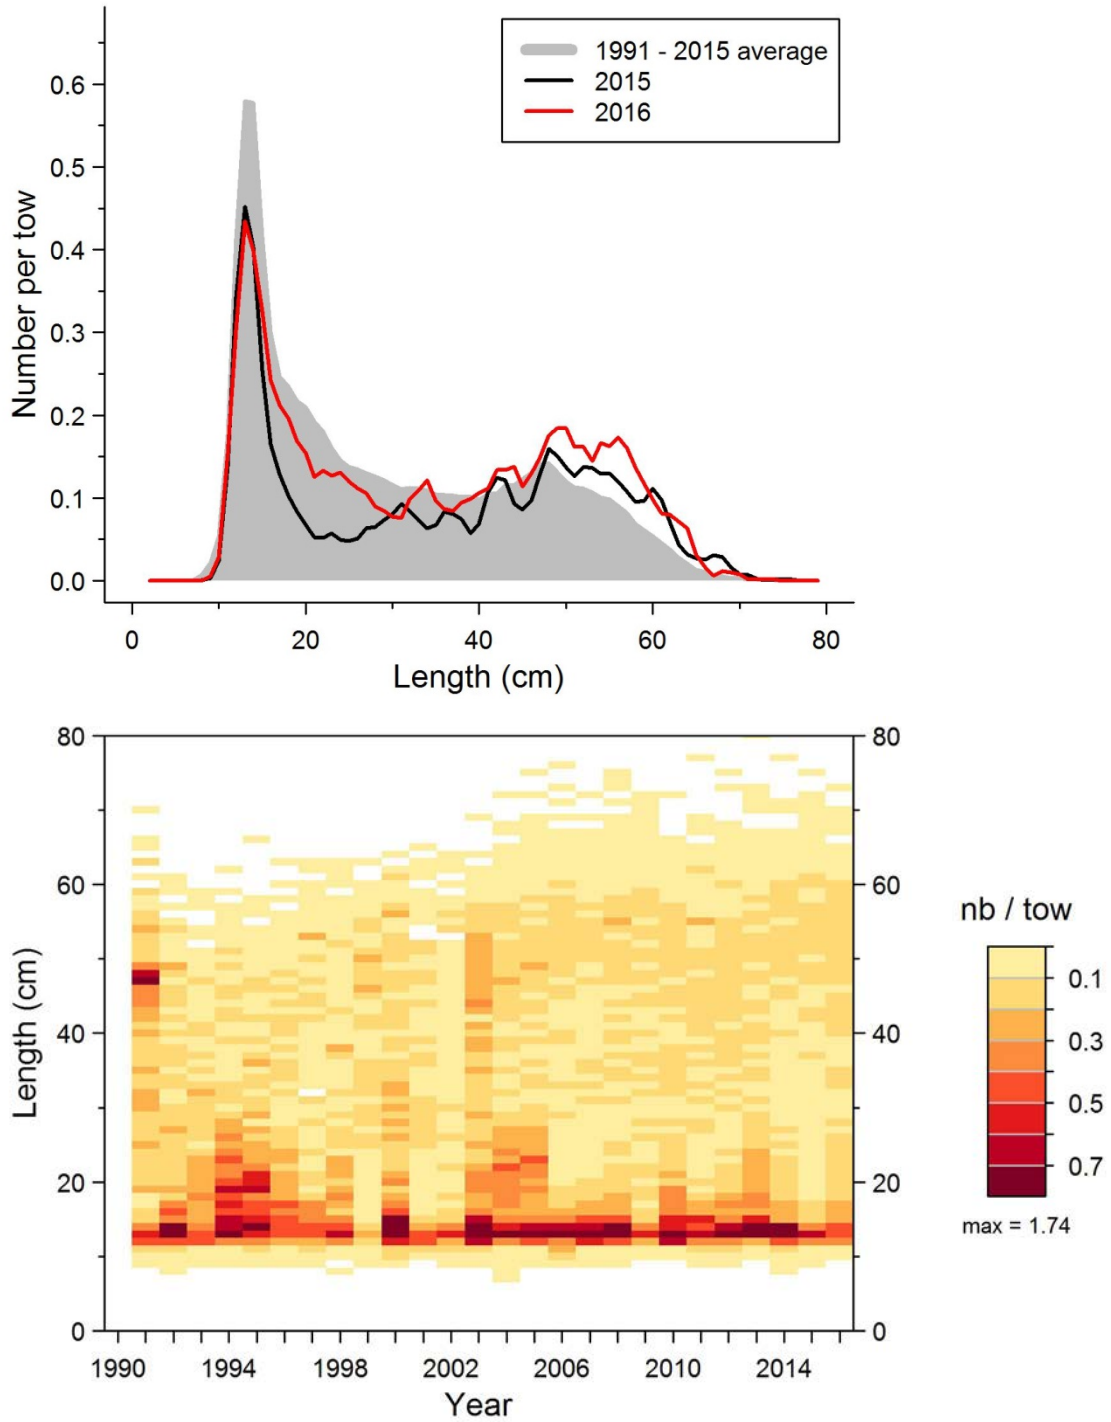 1991 - 2015 average
2015
2016
0.6
0.5
0.4
0.3
0.2
0.1
0.0
Number per tow
0 20 40 60 80
Length (cm)
80 80
60 60
40 40
20 20
0 0
Length (cm)
1990 1994 1998 2002 2006 2010 2014
Year
nb / tow
0.1
0.3
0.5
0.7
max = 1.74